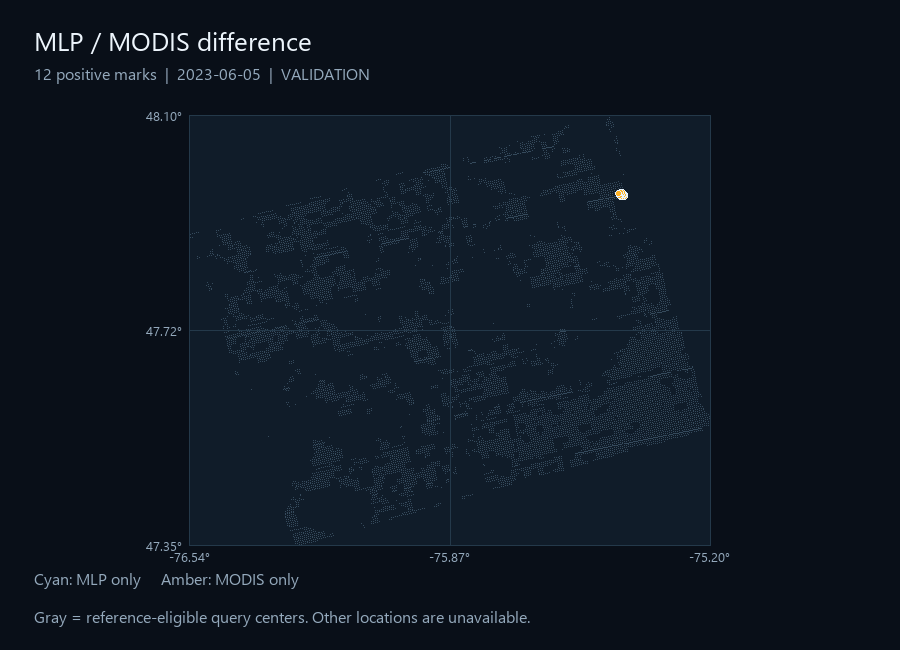 MLP / MODIS difference
12 positive marks | 2023-06-05 | VALIDATION
48.10°
47.72°
47.35°
-76.54° -75.87° -75.20°
Cyan: MLP only Amber: MODIS only
Gray = reference-eligible query centers. Other locations are unavailable.